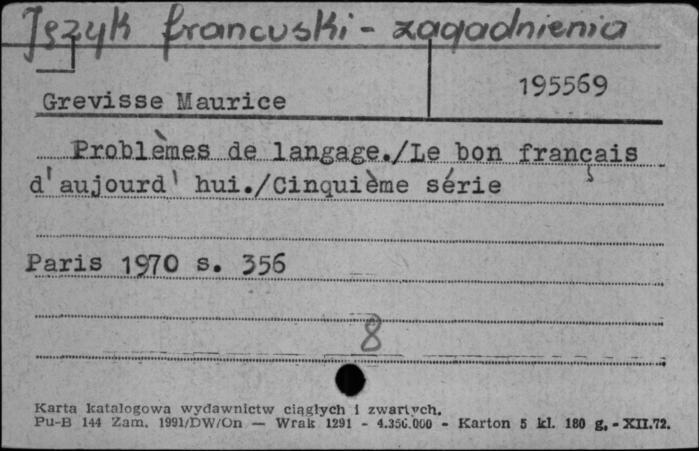 Język francuski - zagadnienia
195569
Grevisse Maurice
Problèmes de langage./Le bon français
d'aujourd'hui./Cinquième série
Paris 1970 s. 356
8
Karta katalogowa wydawnictw ciągłych i zwartych.
Pu-B 144 Zam. 1991/DW/On — Wrak 1291 - 4.350.000 - Karton 5 kl. 180 g. - XII.72.